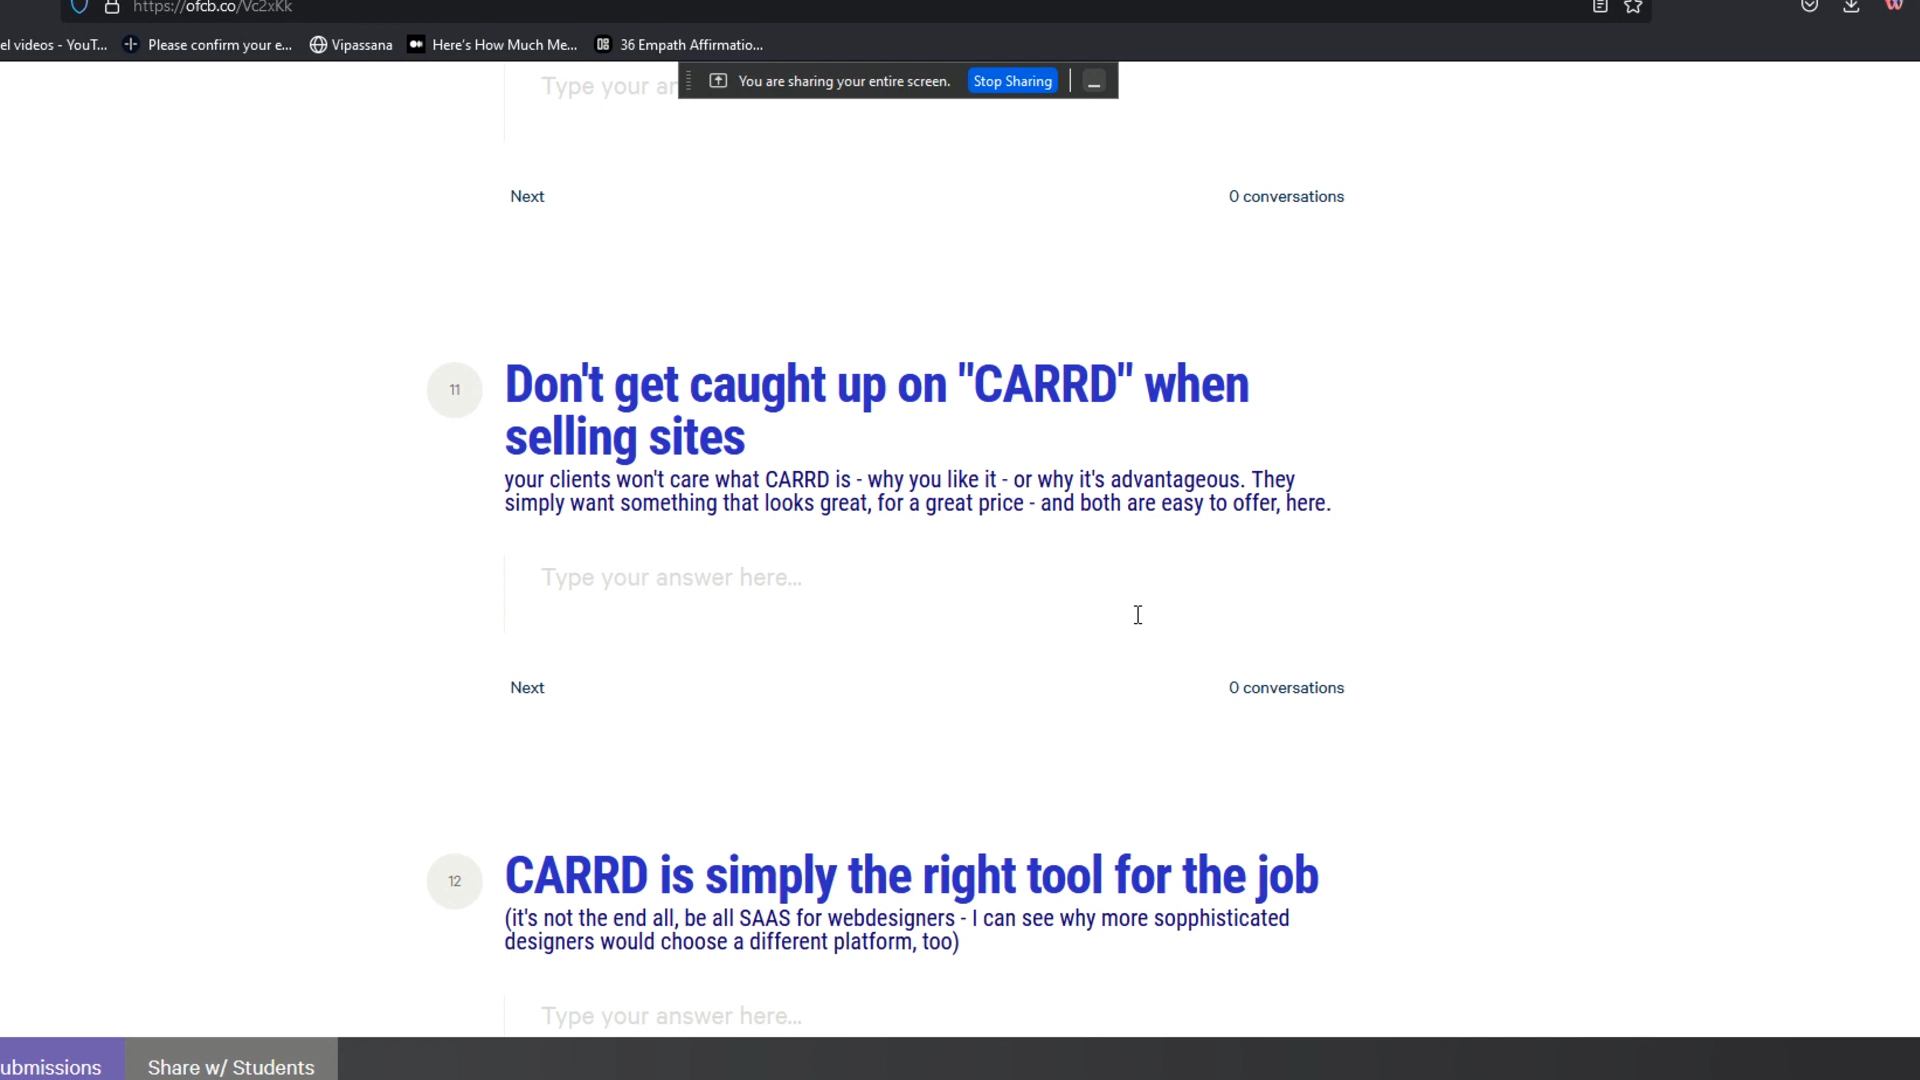 https://ofcb.co/Vc2xKk
el videos - YouT... Please confirm your e... Vipassana Here's How Much Me... 36 Empath Affirmatio...
Type your an
You are sharing your entire screen. Stop Sharing
Next 0 conversations
11 Don't get caught up on "CARRD" when
selling sites
your clients won't care what CARRD is - why you like it - or why it's advantageous. They
simply want something that looks great, for a great price - and both are easy to offer, here.
Type your answer here...
Next 0 conversations
12 CARRD is simply the right tool for the job
(it's not the end all, be all SAAS for webdesigners - I can see why more sopphisticated
designers would choose a different platform, too)
Type your answer here...
ubmissions Share w/ Students